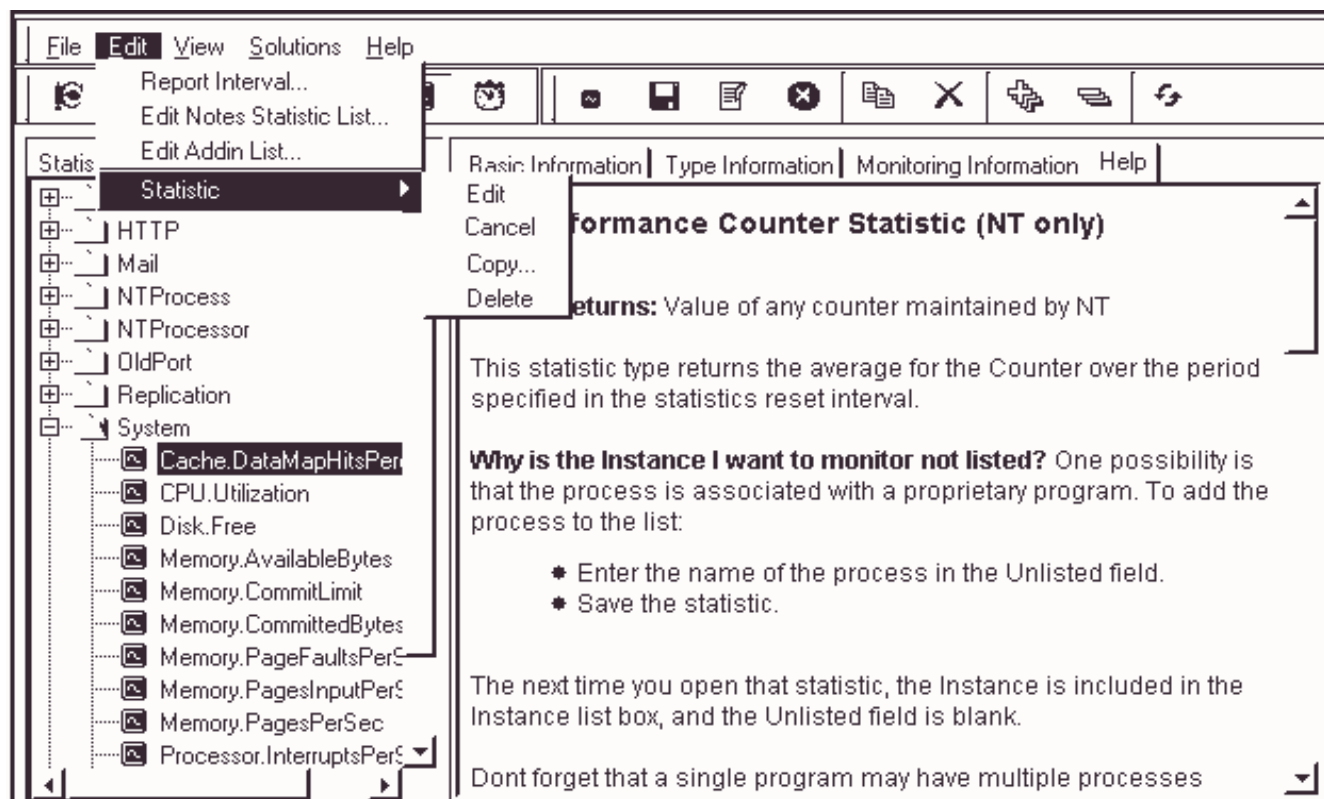 File Edit View Solutions Help
Report Interval...
Edit Notes Statistic List...
Edit Addin List...
Statistic
Edit
Cancel
Copy...
Delete
Statis
HTTP
Mail
NTProcess
NTProcessor
OldPort
Replication
System
Cache.DataMapHitsPer
CPU.Utilization
Disk.Free
Memory.AvailableBytes
Memory.CommitLimit
Memory.CommittedBytes
Memory.PageFaultsPerS
Memory.PagesInputPerS
Memory.PagesPerSec
Processor.InterruptsPerS
Basic Information Type Information Monitoring Information Help
formance Counter Statistic (NT only)
eturns: Value of any counter maintained by NT
This statistic type returns the average for the Counter over the period
specified in the statistics reset interval.
Why is the Instance I want to monitor not listed? One possibility is
that the process is associated with a proprietary program. To add the
process to the list:
Enter the name of the process in the Unlisted field.
Save the statistic.
The next time you open that statistic, the Instance is included in the
Instance list box, and the Unlisted field is blank.
Dont forget that a single program may have multiple processes